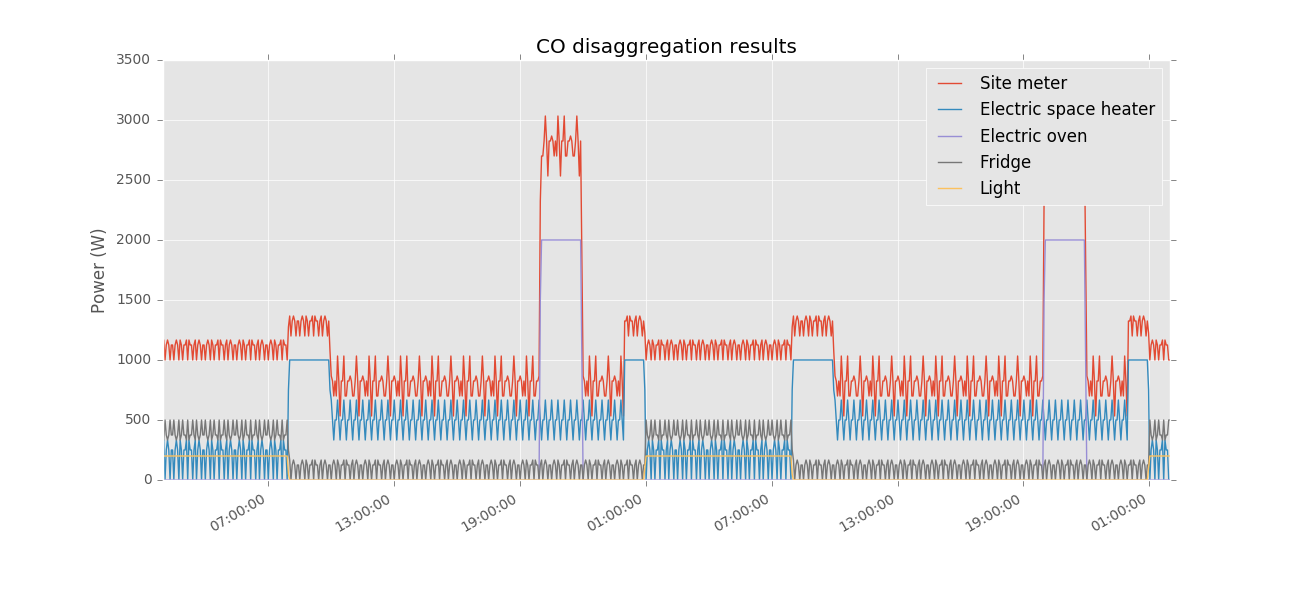 CO disaggregation results
3500
3000
2500
2000
1500
1000
500
0
Power (W)
Site meter
Electric space heater
Electric oven
Fridge
Light
07:00:00
13:00:00
19:00:00
01:00:00
07:00:00
13:00:00
19:00:00
01:00:00